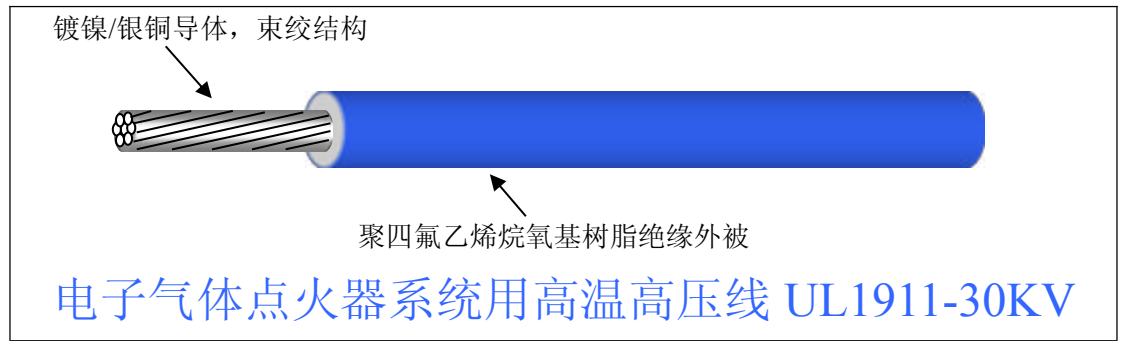 镀镍/银铜导体，束绞结构
聚四氟乙烯烷氧基树脂绝缘外被
电子气体点火器系统用高温高压线 UL1911-30KV